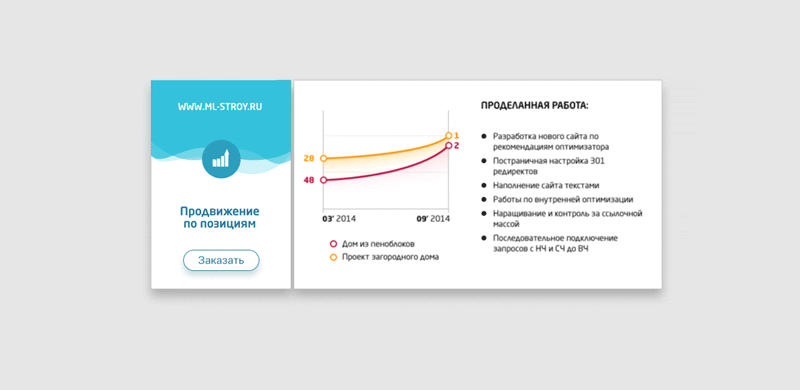 WWW.ML-STROY.RU
Продвижение
по позициям
Заказать
28
48
1
2
03' 2014
09' 2014
Дом из пеноблоков
Проект загородного дома
ПРОДЕЛАННАЯ РАБОТА:
Разработка нового сайта по
рекомендациям оптимизатора
Постраничная настройка 301
редиректов
Наполнение сайта текстами
Работы по внутренней оптимизации
Наращивание и контроль за ссылочной
массой
Последовательное подключение
запросов с НЧ и СЧ до ВЧ